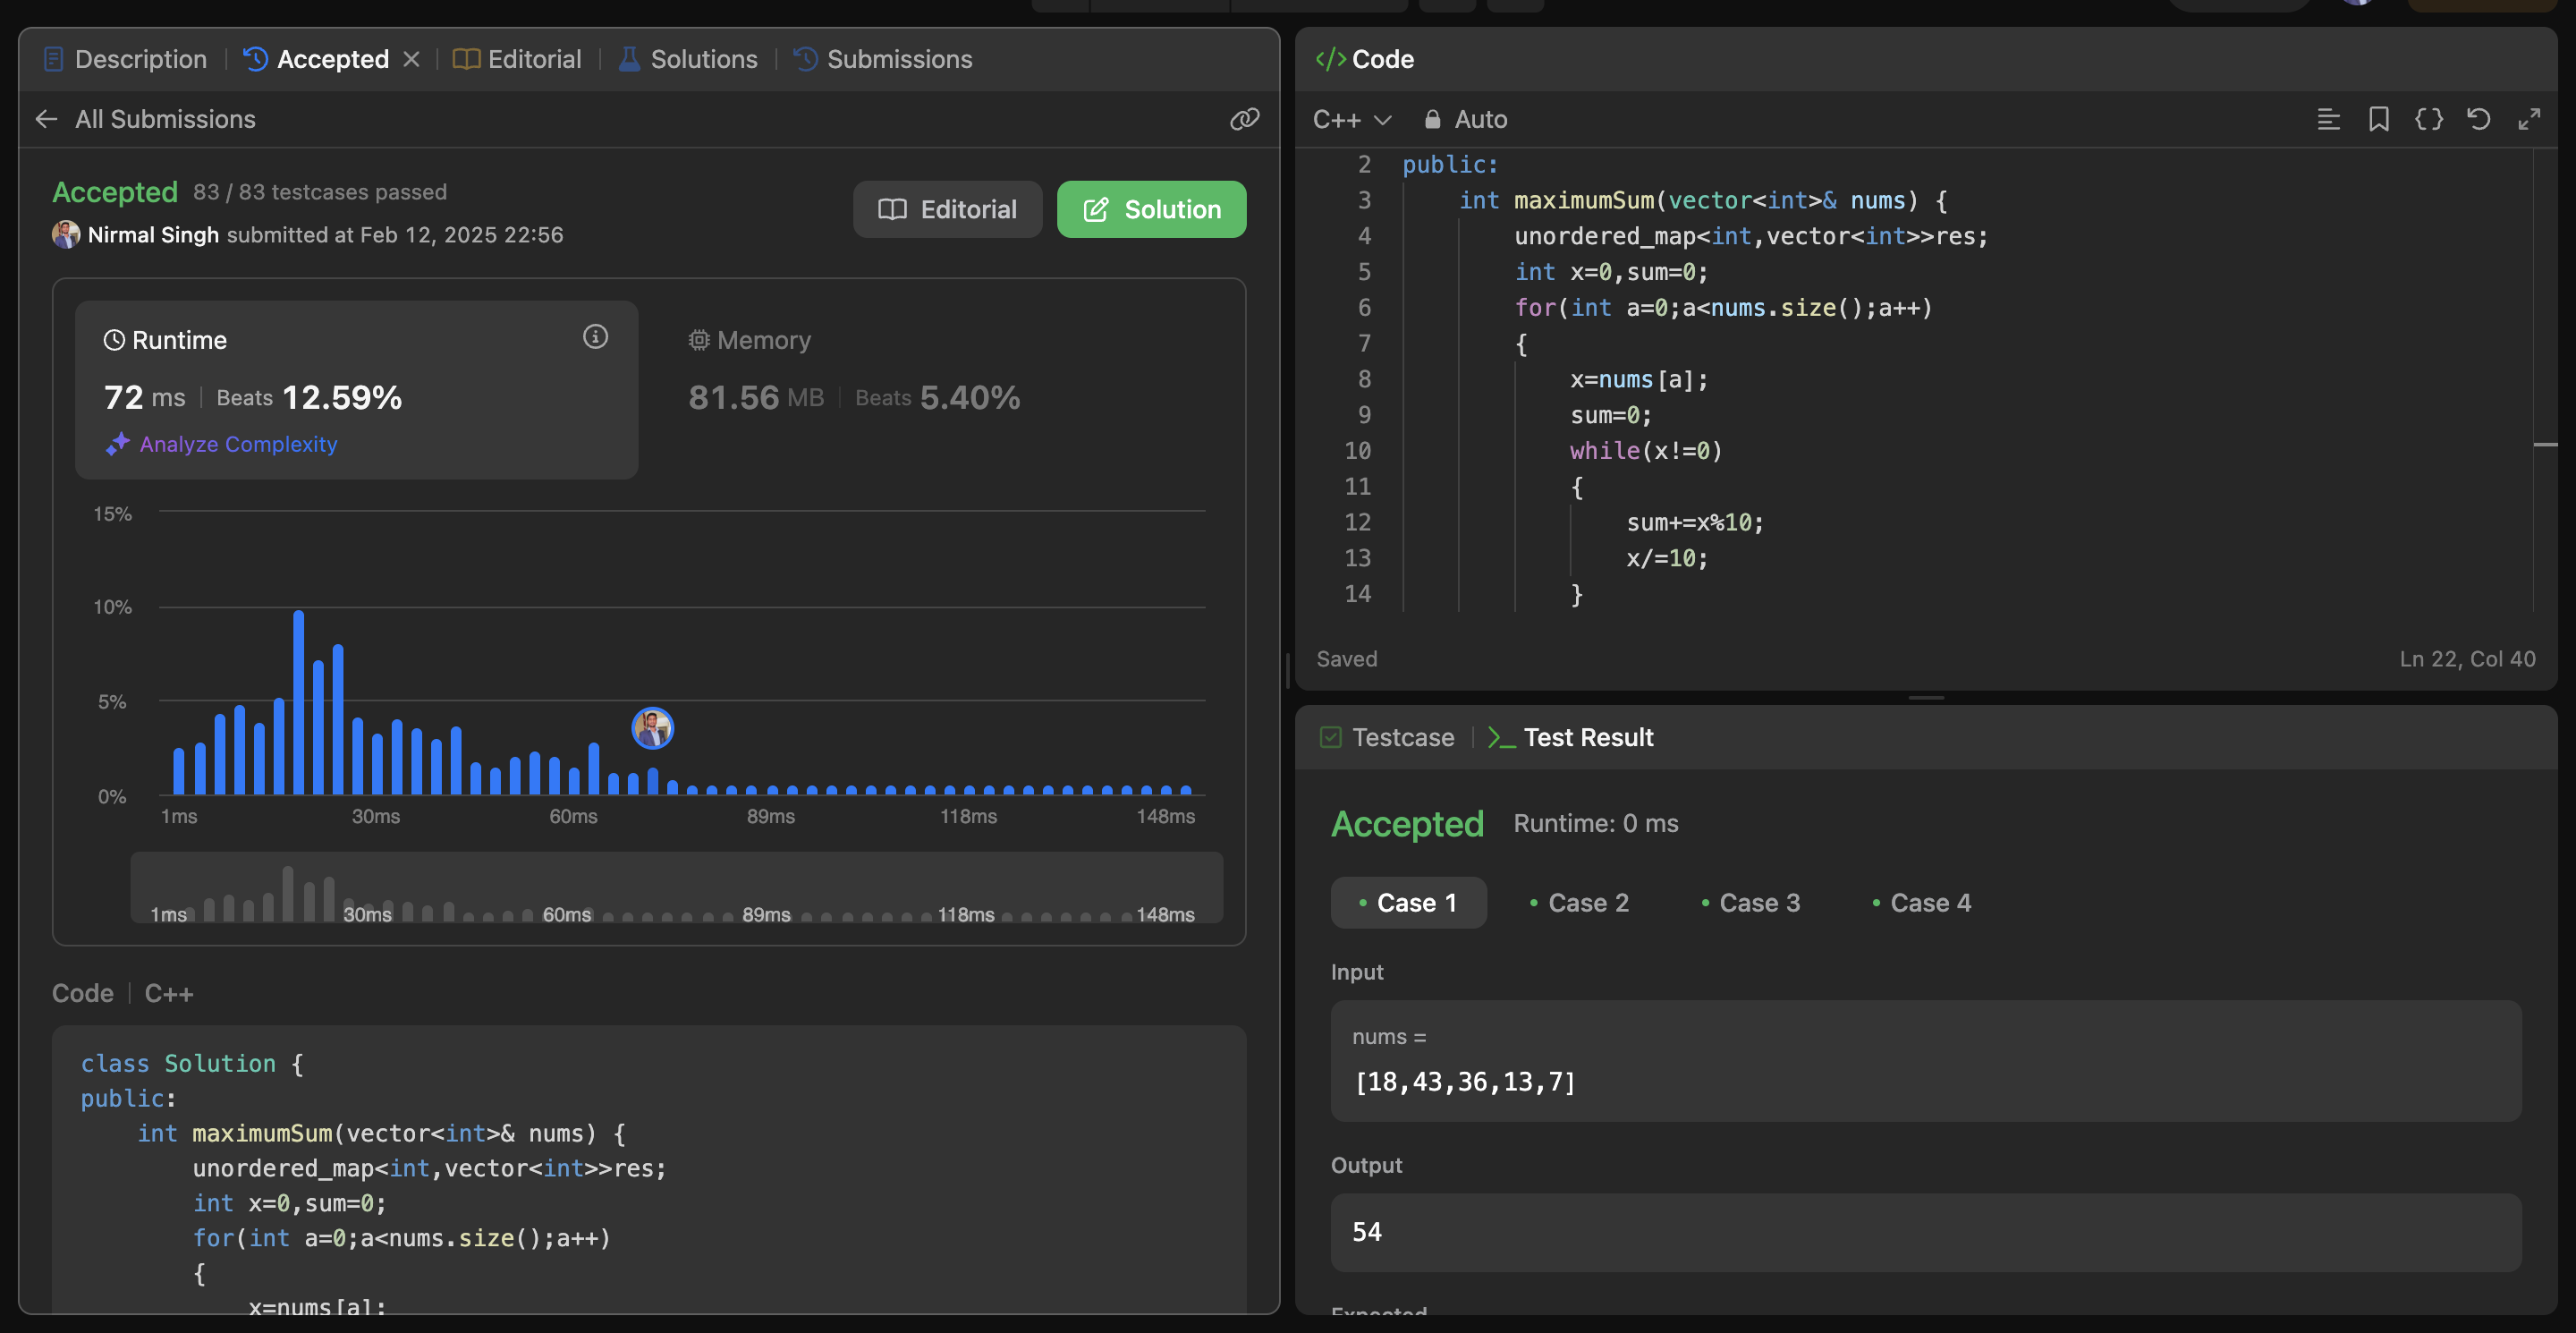 Description | Accepted | Editorial | Solutions | Submissions
All Submissions
Accepted 83 / 83 testcases passed
Nirmal Singh submitted at Feb 12, 2025 22:56
Editorial
Solution
Runtime
72 ms | Beats 12.59%
Analyze Complexity
Memory
81.56 MB | Beats 5.40%
15%
10%
5%
0%
1ms 30ms 60ms 89ms 118ms 148ms
1ms 30ms 60ms 89ms 118ms 148ms
Code | C++
class Solution {
public:
    int maximumSum(vector<int>& nums) {
        unordered_map<int,vector<int>>res;
        int x=0,sum=0;
        for(int a=0;a<nums.size();a++)
        {
            x=nums[a];
</> Code
C++ Auto
2 public:
3     int maximumSum(vector<int>& nums) {
4         unordered_map<int,vector<int>>res;
5         int x=0,sum=0;
6         for(int a=0;a<nums.size();a++)
7         {
8             x=nums[a];
9             sum=0;
10             while(x!=0)
11             {
12                 sum+=x%10;
13                 x/=10;
14             }
Saved
Ln 22, Col 40
Testcase | Test Result
Accepted Runtime: 0 ms
Case 1 Case 2 Case 3 Case 4
Input
nums =
[18,43,36,13,7]
Output
54
Expected